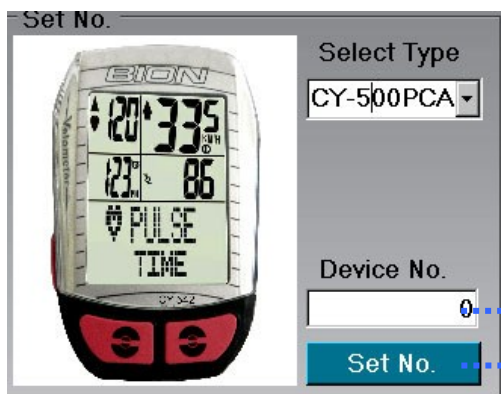 Set No.
Select Type
CY-500PCA
BION
Velometer
120 33.5 KM/H
123 86
PULSE
TIME
Device No.
0
Set No.